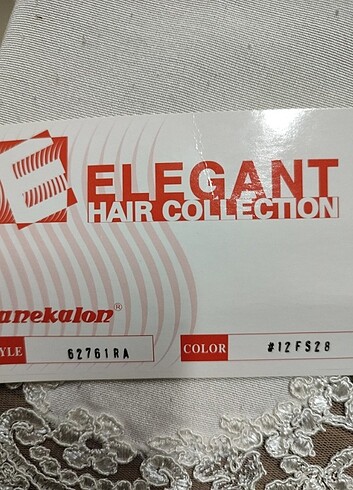 E ELEGANT
HAIR COLLECTION
anekalon®
YLE 62761RA COLOR #12FS28